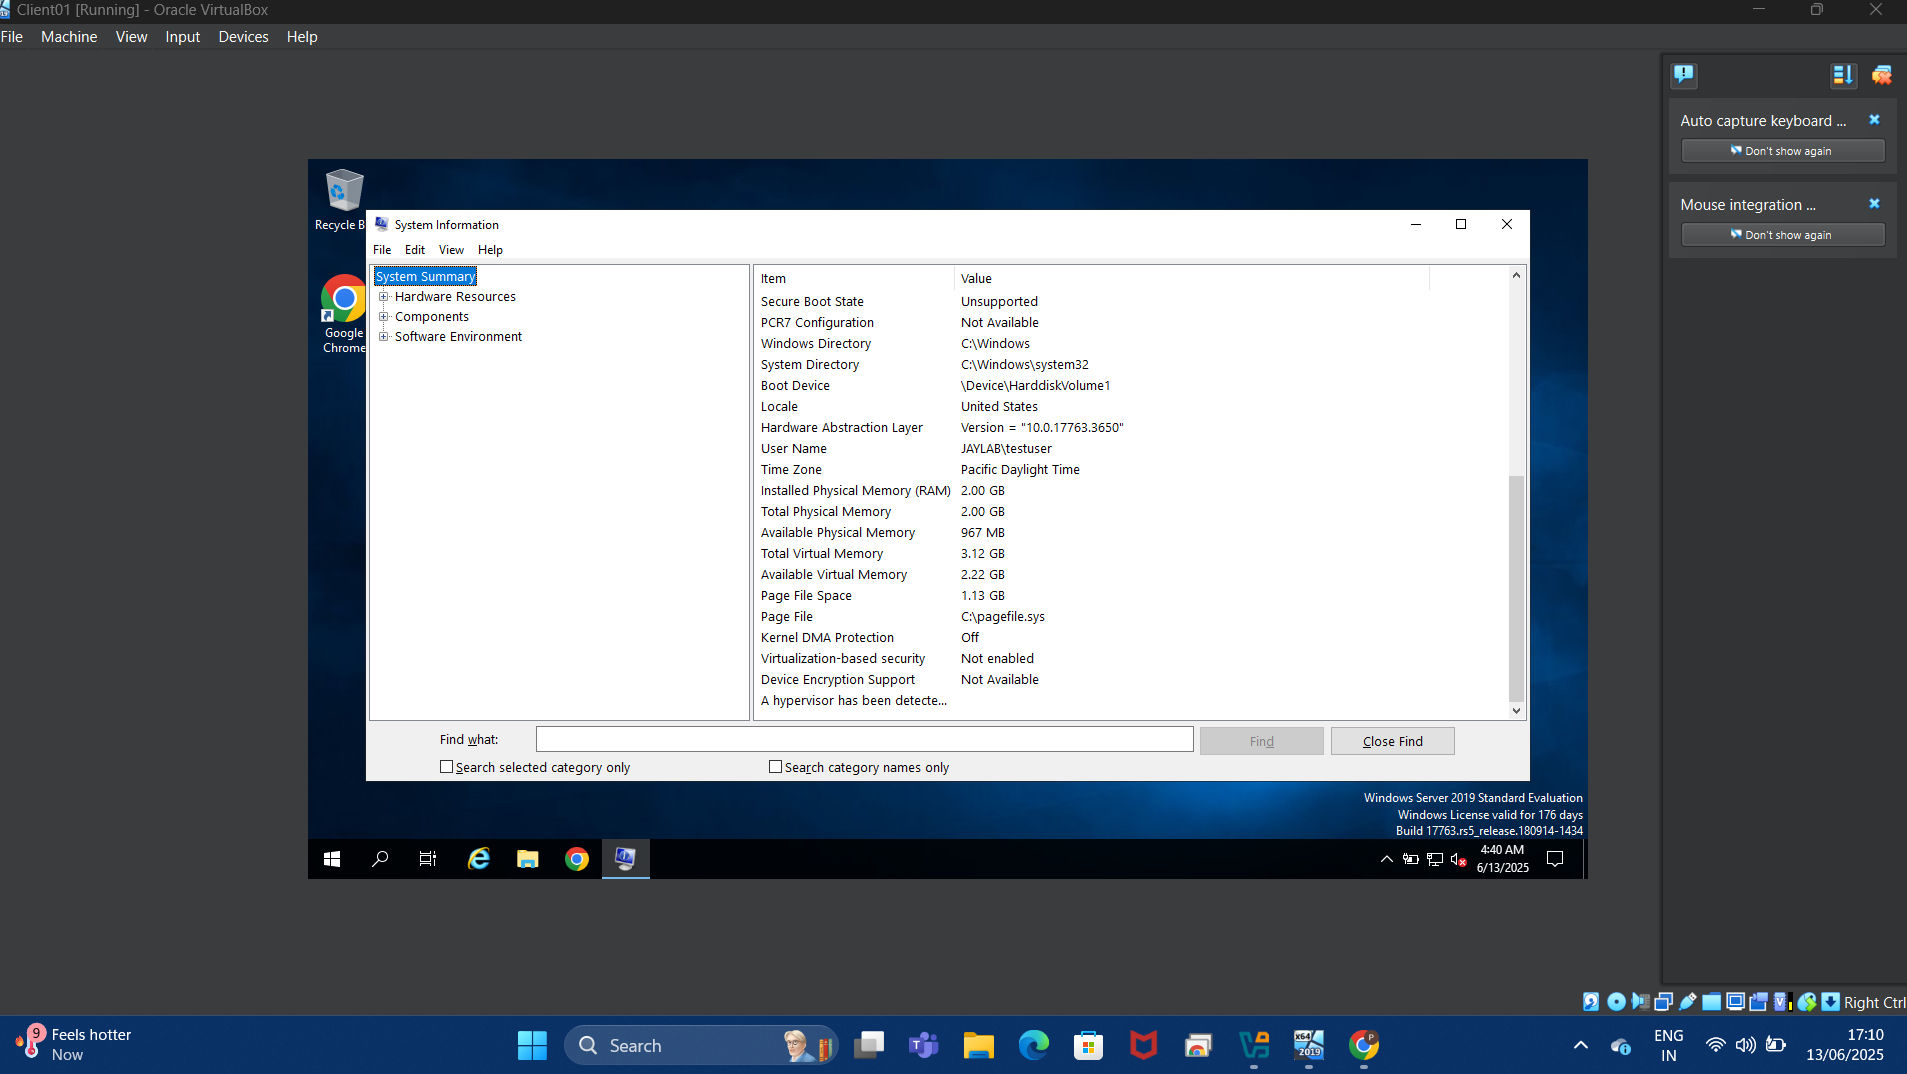 Client01 [Running] - Oracle VirtualBox
File Machine View Input Devices Help
Auto capture keyboard ...
Don't show again
Mouse integration ...
Don't show again
Recycle B
Google
Chrome
System Information
File Edit View Help
System Summary
Hardware Resources
Components
Software Environment
Item Value
Secure Boot State Unsupported
PCR7 Configuration Not Available
Windows Directory C:\Windows
System Directory C:\Windows\system32
Boot Device \Device\HarddiskVolume1
Locale United States
Hardware Abstraction Layer Version = "10.0.17763.3650"
User Name JAYLAB\testuser
Time Zone Pacific Daylight Time
Installed Physical Memory (RAM) 2.00 GB
Total Physical Memory 2.00 GB
Available Physical Memory 967 MB
Total Virtual Memory 3.12 GB
Available Virtual Memory 2.22 GB
Page File Space 1.13 GB
Page File C:\pagefile.sys
Kernel DMA Protection Off
Virtualization-based security Not enabled
Device Encryption Support Not Available
A hypervisor has been detecte...
Find what: Find Close Find
Search selected category only Search category names only
Windows Server 2019 Standard Evaluation
Windows License valid for 176 days
Build 17763.rs5_release.180914-1434
4:40 AM
6/13/2025
Right Ctrl
9 Feels hotter
Now
Search
x64
2019
P
ENG
IN
17:10
13/06/2025